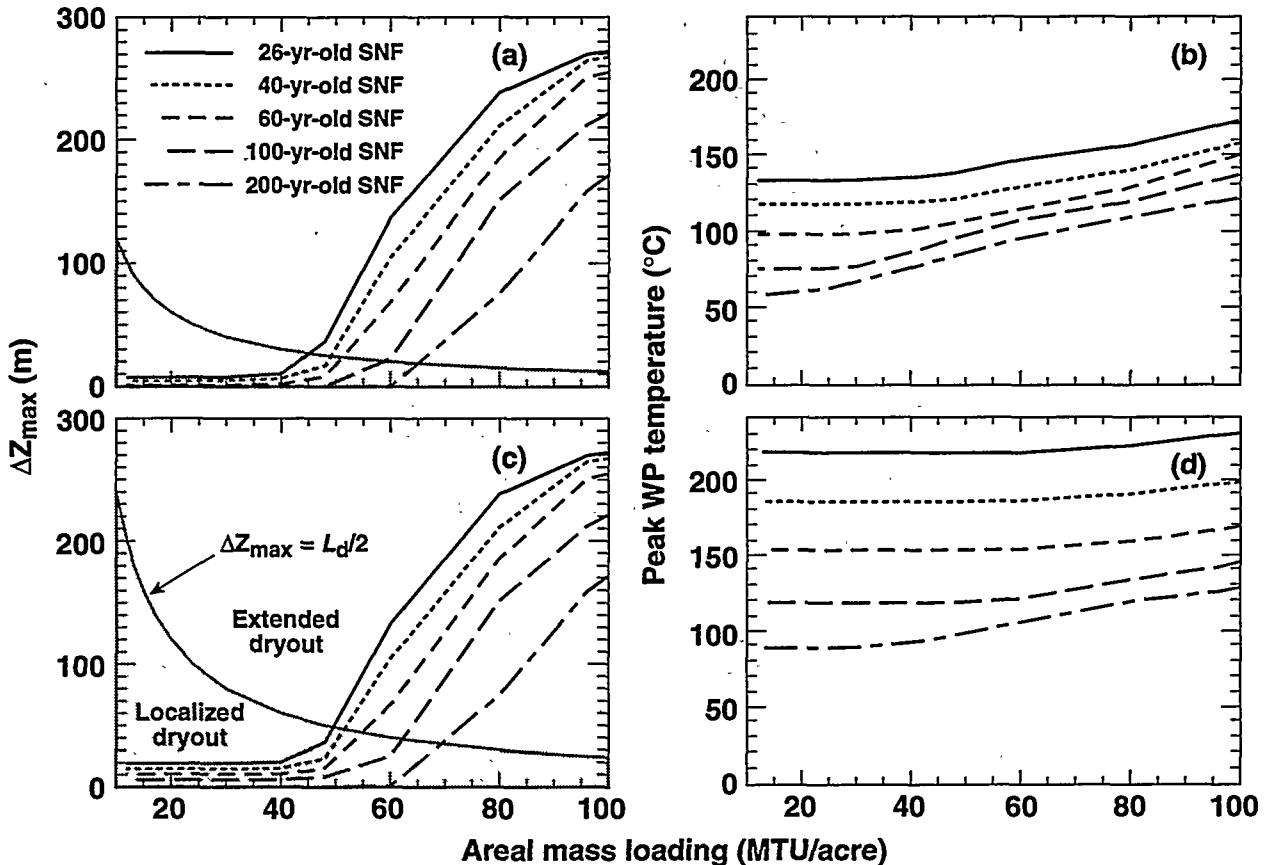 300
200
100
0
(a)
26-yr-old SNF
40-yr-old SNF
60-yr-old SNF
100-yr-old SNF
200-yr-old SNF
(b)
200
150
100
50
0
ΔZmax (m)
Peak WP temperature (°C)
300
200
100
0
20 40 60 80 100
(c)
ΔZmax = Ld/2
Extended
dryout
Localized
dryout
(d)
200
150
100
50
0
20 40 60 80 100
Areal mass loading (MTU/acre)